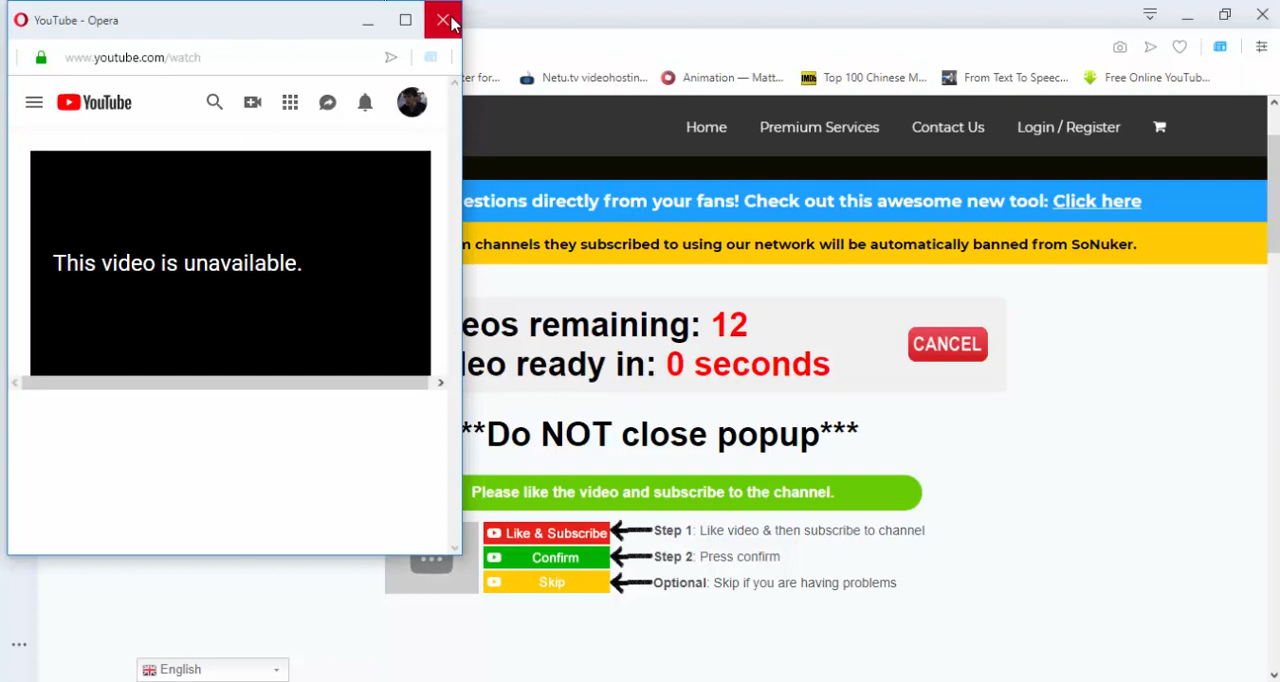 YouTube - Opera
www.youtube.com/watch
YouTube
This video is unavailable.
ter for...
Netu.tv videohostin...
Animation — Matt...
IMDb
Top 100 Chinese M...
From Text To Speec...
Free Online YouTub...
Home
Premium Services
Contact Us
Login / Register
estions directly from your fans! Check out this awesome new tool: Click here
m channels they subscribed to using our network will be automatically banned from SoNuker.
eos remaining: 12
leo ready in: 0 seconds
CANCEL
**Do NOT close popup***
Please like the video and subscribe to the channel.
Like & Subscribe
Step 1: Like video & then subscribe to channel
Confirm
Step 2: Press confirm
Skip
Optional: Skip if you are having problems
English